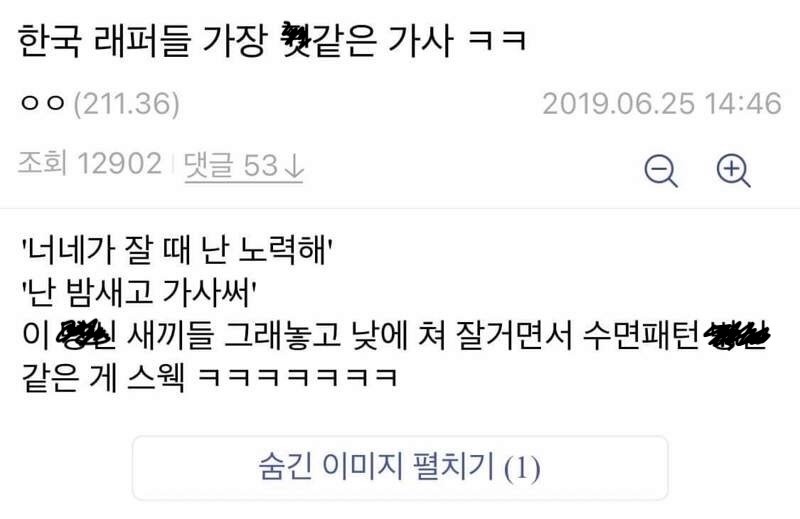 한국 래퍼들 가장 같은 가사 ㅋㅋ
ㅇㅇ(211.36) 2019.06.25 14:46
조회 12902 댓글 53↓
'너네가 잘 때 난 노력해'
'난 밤새고 가사써'
이 새끼들 그래놓고 낮에 쳐 잘거면서 수면패턴
같은 게 스웩 ㅋㅋㅋㅋㅋㅋㅋ
숨긴 이미지 펼치기 (1)